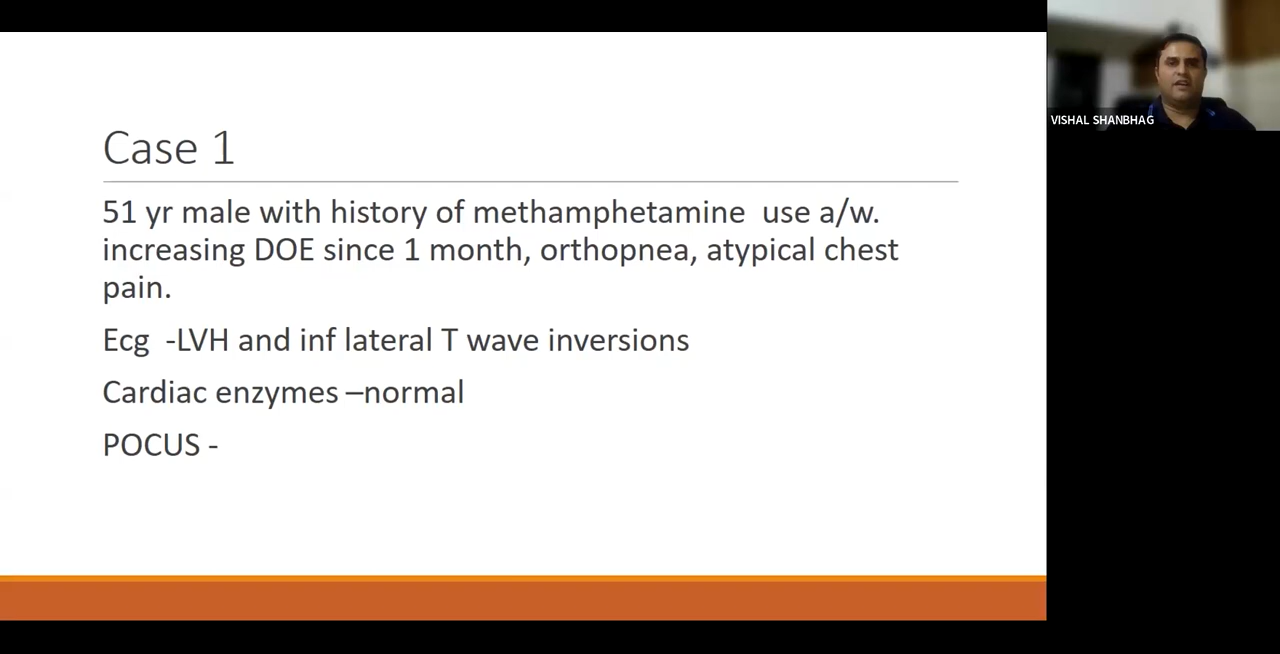 Case 1
51 yr male with history of methamphetamine  use a/w.
increasing DOE since 1 month, orthopnea, atypical chest
pain.
Ecg  -LVH and inf lateral T wave inversions
Cardiac enzymes –normal
POCUS -
VISHAL SHANBHAG